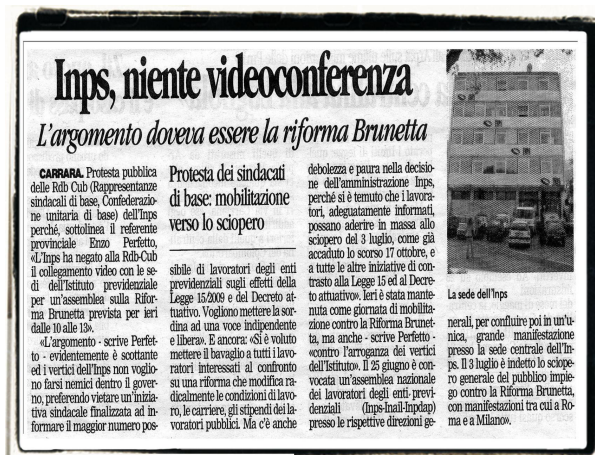 Inps, niente videoconferenza
L'argomento doveva essere la riforma Brunetta
CARRARA. Protesta pubblica
delle Rdb Cub (Rappresentanze
sindacali di base, Confederazio-
ne unitaria di base) dell'Inps
perché, sottolinea il referente
provinciale Enzo Perfetto,
«L'Inps ha negato alla Rdb-Cub
il collegamento video con le se-
di dell'Istituto previdenziale
per un'assemblea sulla Rifor-
ma Brunetta prevista per ieri
dalle 10 alle 13».
«L'argomento - scrive Perfet-
to - evidentemente è scottante
ed i vertici dell'Inps non voglio-
no farsi nemici dentro il gover-
no, preferendo vietare un'inizia-
tiva sindacale finalizzata ad in-
formare il maggior numero pos-
Protesta dei sindacati
di base: mobilitazione
verso lo sciopero
sibile di lavoratori degli enti
previdenziali sugli effetti della
Legge 15/2009 e del Decreto at-
tuativo. Vogliono mettere la sor-
dina ad una voce indipendente
e libera». E ancora: «Si è voluto
mettere il bavaglio a tutti i lavo-
ratori interessati al confronto
su una riforma che modifica ra-
dicalmente le condizioni di lavo-
ro, le carriere, gli stipendi dei la-
voratori pubblici. Ma c'è anche
debolezza e paura nella decisio-
ne dell'amministrazione Inps,
perché si è temuto che i lavora-
tori, adeguatamente informati,
possano aderire in massa allo
sciopero del 3 luglio, come già
accaduto lo scorso 17 ottobre, e
a tutte le altre iniziative di con-
trasto alla Legge 15 ed al Decre-
to attuativo». Ieri è stata mante-
nuta come giornata di mobilita-
zione contro la Riforma Brunet-
ta, ma anche - scrive Perfetto -
«contro l'arroganza dei vertici
dell'Istituto». Il 25 giugno è con-
vocata un'assemblea nazionale
dei lavoratori degli enti previ-
denziali (Inps-Inail-Inpdap)
presso le rispettive direzioni ge-
La sede dell'Inps
nerali, per confluire poi in un'u-
nica, grande manifestazione
presso la sede centrale dell'In-
ps. Il 3 luglio è indetto lo sciope-
ro generale del pubblico impie-
go contro la Riforma Brunetta,
con manifestazioni tra cui a Ro-
ma e a Milano».